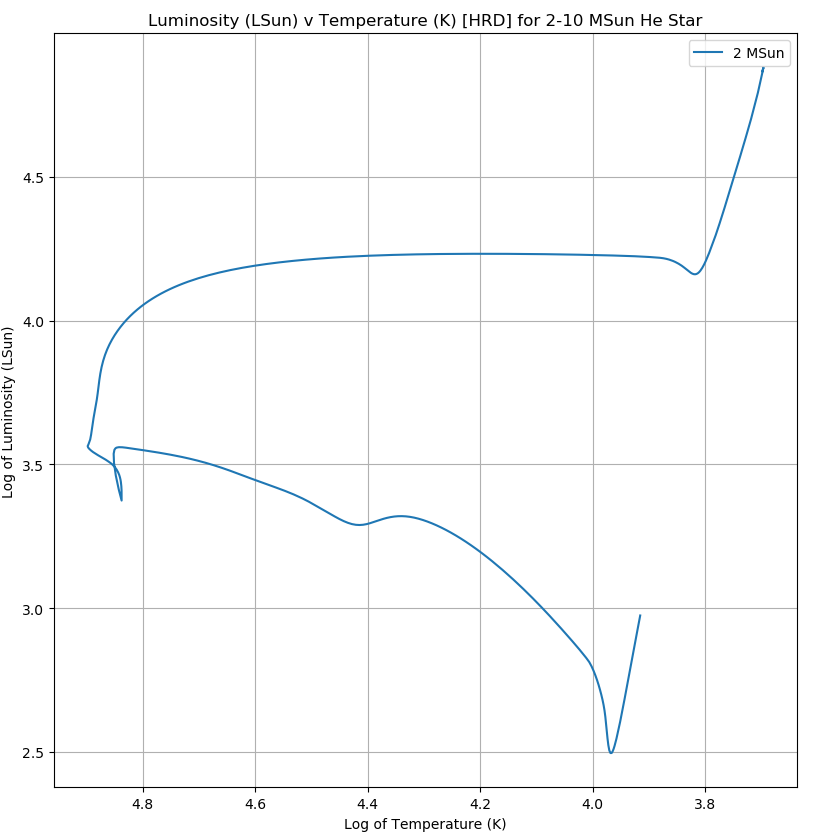 Luminosity (LSun) v Temperature (K) [HRD] for 2-10 MSun He Star
2 MSun
Log of Luminosity (LSun)
4.5
4.0
3.5
3.0
2.5
4.8 4.6 4.4 4.2 4.0 3.8
Log of Temperature (K)